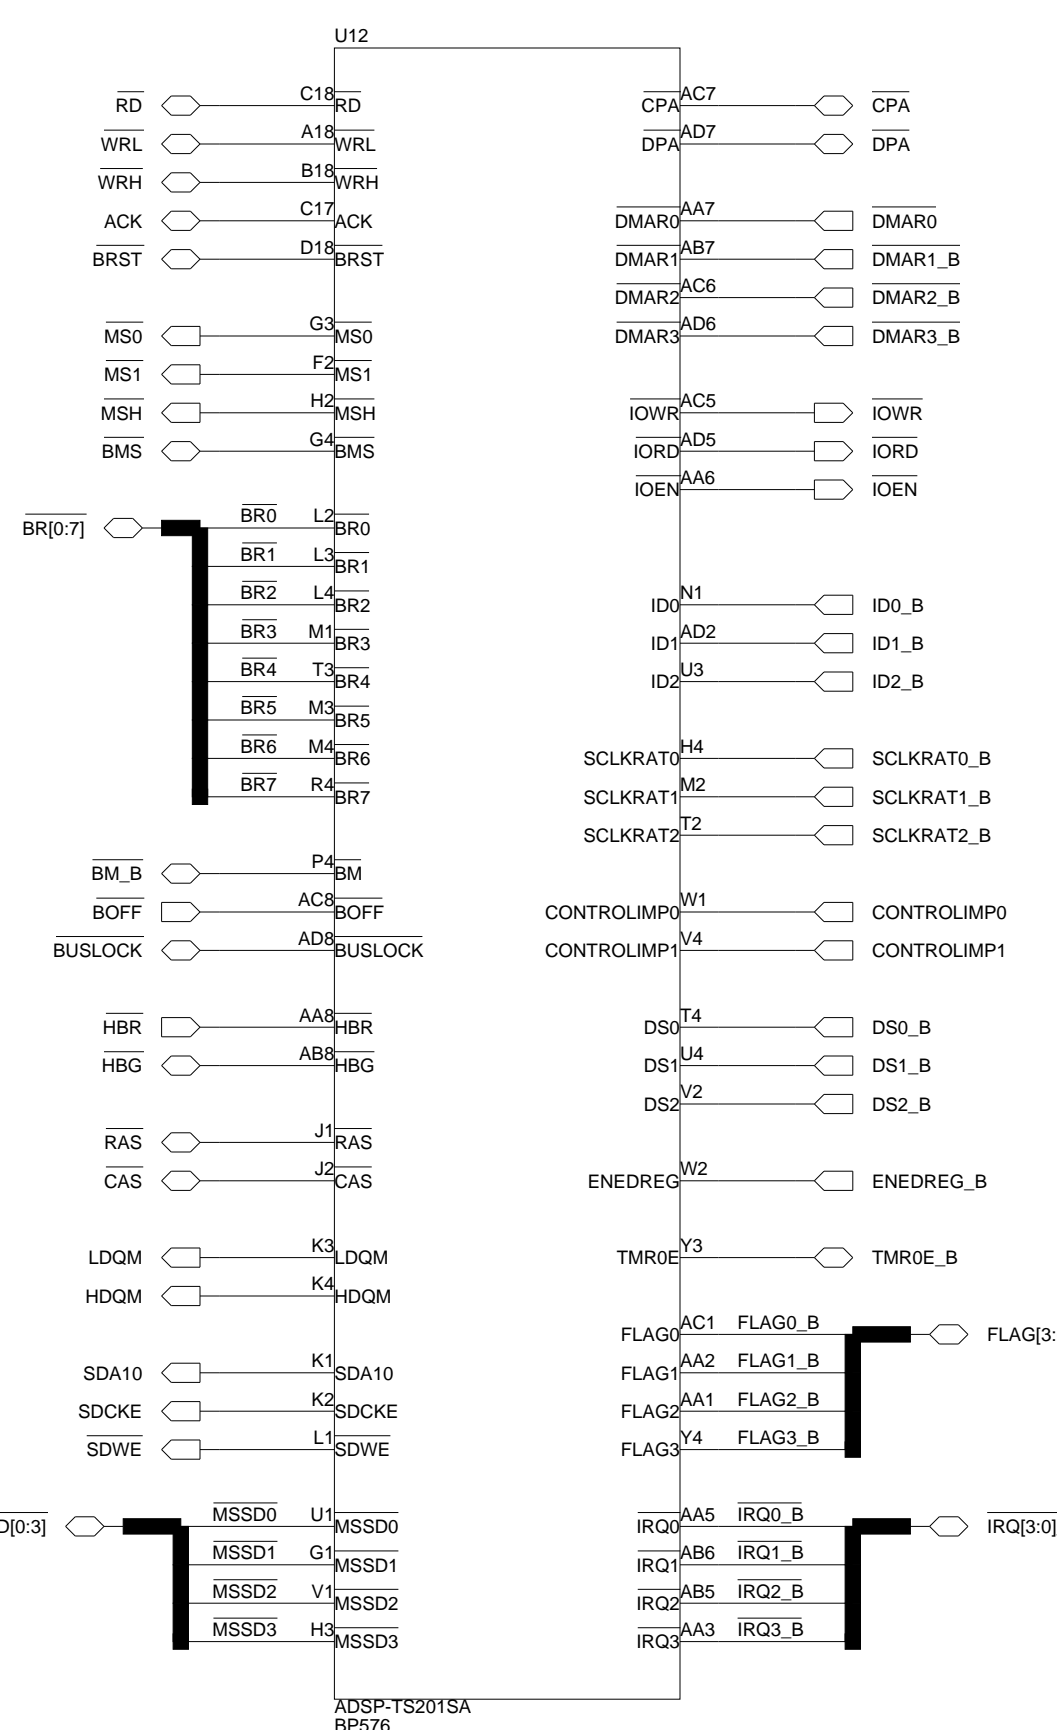 U12
RD C18 RD CPA AC7 CPA
WRL A18 WRL DPA AD7 DPA
WRH B18 WRH
ACK C17 ACK DMAR0 AA7 DMAR0
BRST D18 BRST DMAR1 AB7 DMAR1_B
DMAR2 AC6 DMAR2_B
MS0 G3 MS0 DMAR3 AD6 DMAR3_B
MS1 F2 MS1
MSH H2 MSH IOWR AC5 IOWR
BMS G4 BMS IORD AD5 IORD
IOEN AA6 IOEN
BR[0:7] BR0 L2 BR0
BR1 L3 BR1
BR2 L4 BR2 ID0 N1 ID0_B
BR3 M1 BR3 ID1 AD2 ID1_B
BR4 T3 BR4 ID2 U3 ID2_B
BR5 M3 BR5
BR6 M4 BR6 SCLKRAT0 H4 SCLKRAT0_B
BR7 R4 BR7 SCLKRAT1 M2 SCLKRAT1_B
SCLKRAT2 T2 SCLKRAT2_B
BM_B P4 BM
BOFF AC8 BOFF CONTROLIMP0 W1 CONTROLIMP0
BUSLOCK AD8 BUSLOCK CONTROLIMP1 V4 CONTROLIMP1
HBR AA8 HBR DS0 T4 DS0_B
HBG AB8 HBG DS1 U4 DS1_B
DS2 V2 DS2_B
RAS J1 RAS
CAS J2 CAS ENEDREG W2 ENEDREG_B
LDQM K3 LDQM TMR0E Y3 TMR0E_B
HDQM K4 HDQM
FLAG0 AC1 FLAG0_B FLAG[3:
SDA10 K1 SDA10 FLAG1 AA2 FLAG1_B
SDCKE K2 SDCKE FLAG2 AA1 FLAG2_B
SDWE L1 SDWE FLAG3 Y4 FLAG3_B
D[0:3] MSSD0 U1 MSSD0 IRQ0 AA5 IRQ0_B IRQ[3:0]
MSSD1 G1 MSSD1 IRQ1 AB6 IRQ1_B
MSSD2 V1 MSSD2 IRQ2 AB5 IRQ2_B
MSSD3 H3 MSSD3 IRQ3 AA3 IRQ3_B
ADSP-TS201SA
BP576